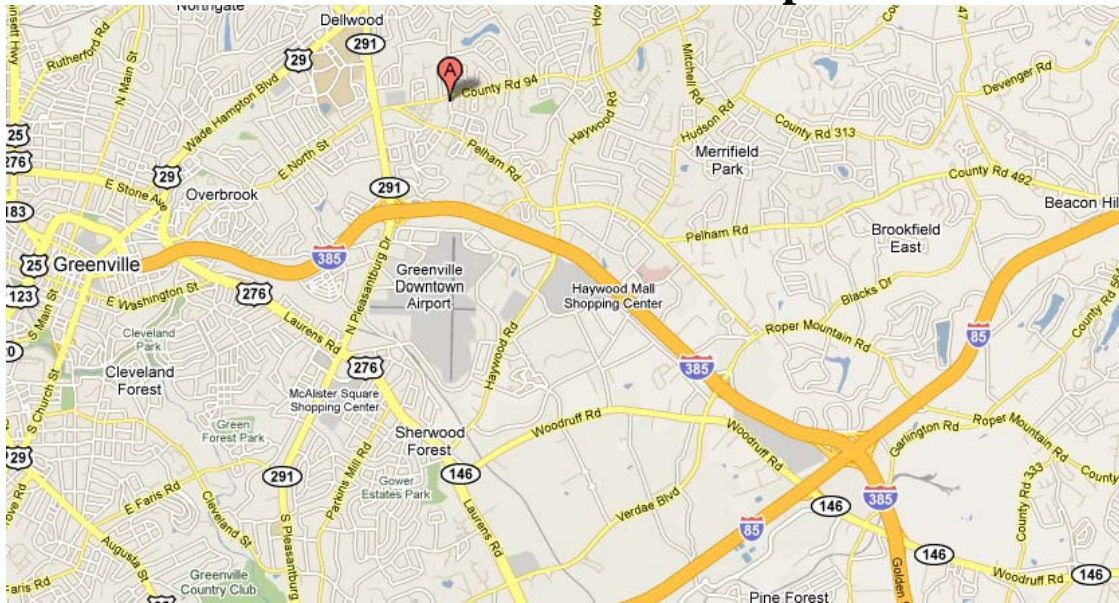 Northgate
Dellwood
insett Hwy
Rutherford Rd
N Main St
29
291
Wade Hampton Blvd
A
County Rd 94
Mitchell Rd
47
Devenger Rd
Haywood Rd
Hudson Rd
County Rd 313
25
276
E North St
Pelham Rd
Merrifield
Park
County Rd 492
29
E Stone Ave
Overbrook
291
183
Beacon Hil
Pelham Rd
Brookfield
East
25
Greenville
385
Greenville
Downtown
Airport
Haywood Mall
Shopping Center
Blacks Dr
123
E Washington St
276
N Pleasantburg Dr
Laurens Rd
S Main St
Cleveland
Park
Roper Mountain Rd
85
Cleveland
Forest
276
Haywood Rd
385
McAlister Square
Shopping Center
S Church St
Green
Forest Park
Sherwood
Forest
Woodruff Rd
Woodruff Rd
Garlington Rd
Roper Mountain Rd
County
29
291
Parkins Mill Rd
146
Gower
Estates Park
County Rd 333
E Faris Rd
Cleveland St
Verdae Blvd
146
385
85
Augusta St
S Pleasantburg
Laurens Rd
146
Faris Rd
Greenville
Country Club
Golden
Woodruff Rd
146
Pine Forest